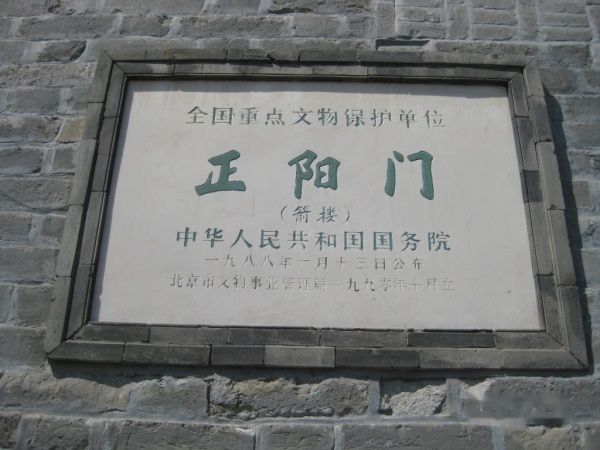 全国重点文物保护单位
正阳门
(箭楼)
中华人民共和国国务院
一九八八年一月十三日公布
北京市文物事业管理局一九九零年十月立